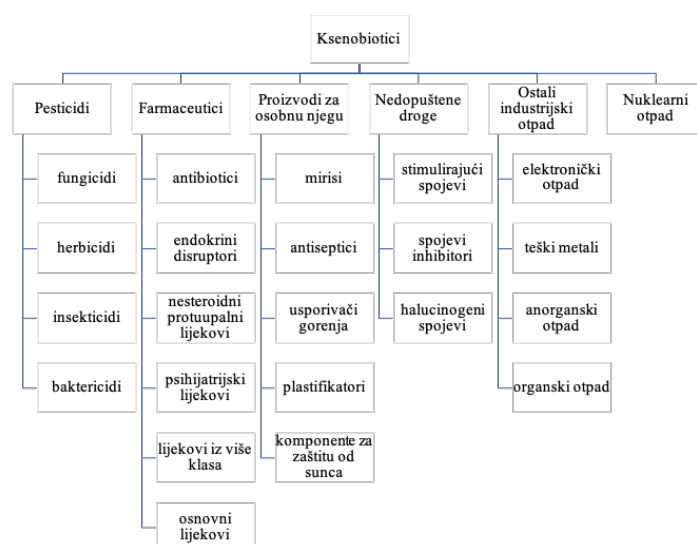 Ksenobiotici
Pesticidi
fungicidi
herbicidi
insekticidi
baktericidi
Farmaceutici
antibiotici
endokrini
disruptori
nesteroidni
protuupalni
lijekovi
psihijatrijski
lijekovi
lijekovi iz više
klasa
osnovni
lijekovi
Proizvodi za
osobnu njegu
mirisi
antiseptici
usporivači
gorenja
plastifikatori
komponente za
zaštitu od
sunca
Nedopuštene
droge
stimulirajući
spojevi
spojevi
inhibitori
halucinogeni
spojevi
Ostali
industrijski
otpad
elektronički
otpad
teški metali
anorganski
otpad
organski otpad
Nuklearni
otpad